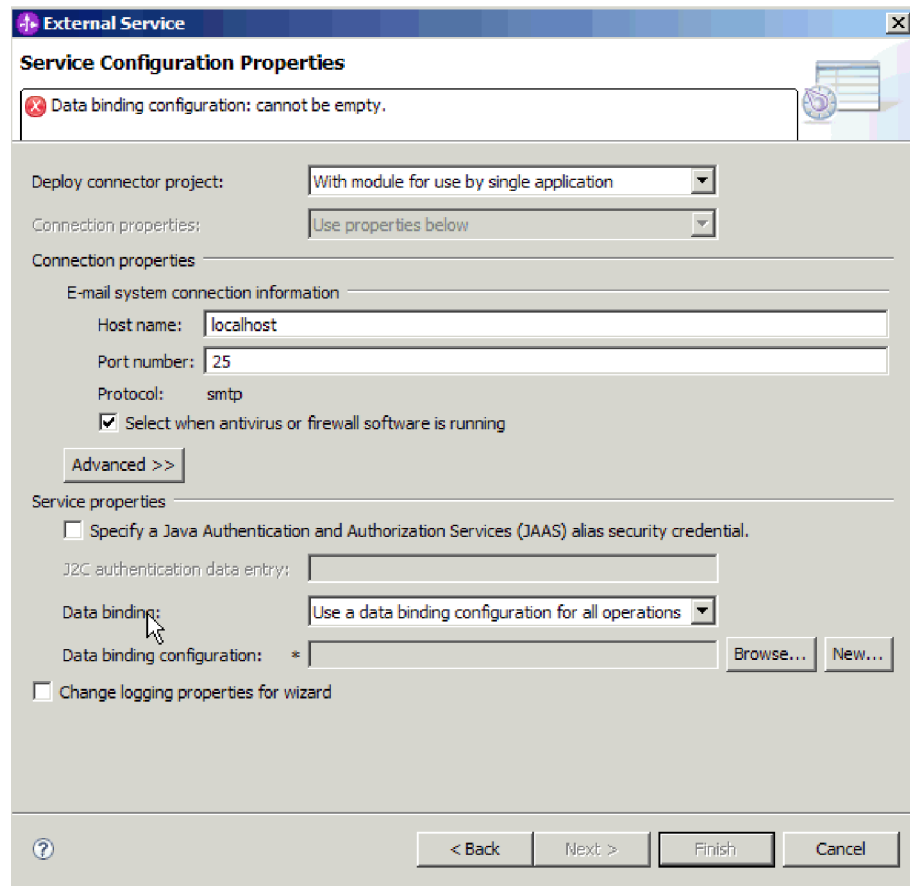 External Service
Service Configuration Properties
Data binding configuration: cannot be empty.
Deploy connector project: With module for use by single application
Connection properties: Use properties below
Connection properties
E-mail system connection information
Host name: localhost
Port number: 25
Protocol: smtp
Select when antivirus or firewall software is running
Advanced >>
Service properties
Specify a Java Authentication and Authorization Services (JAAS) alias security credential.
J2C authentication data entry:
Data binding: Use a data binding configuration for all operations
Data binding configuration: * Browse... New...
Change logging properties for wizard
? < Back Next > Finish Cancel